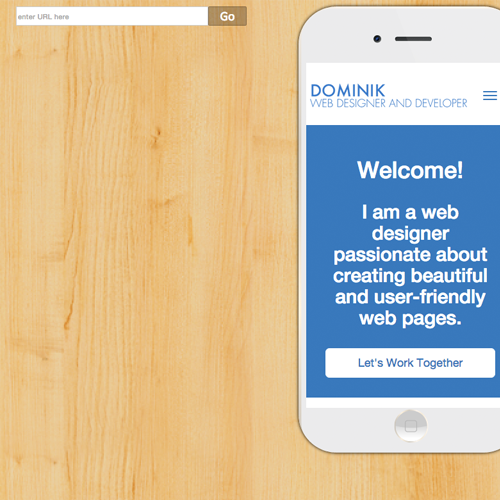 enter URL here
Go
DOMINIK
WEB DESIGNER AND DEVELOPER
Welcome!
I am a web
designer
passionate about
creating beautiful
and user-friendly
web pages.
Let's Work Together